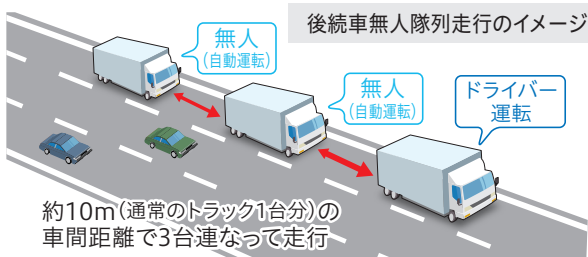 後続車無人隊列走行のイメージ
無人
(自動運転)
無人
(自動運転)
ドライバー
運転
約10m(通常のトラック1台分)の
車間距離で3台連なって走行